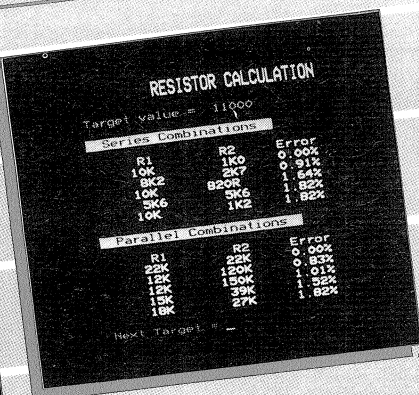 RESISTOR CALCULATION
Target value = 11000
Series Combinations
R1 R2 Error
10K 1K0 0.00%
8K2 2K7 0.91%
10K 820R 1.64%
5K6 5K6 1.82%
10K 1K2 1.82%
Parallel Combinations
R1 R2 Error
22K 22K 0.00%
12K 120K 0.83%
12K 150K 1.01%
15K 39K 1.52%
18K 27K 1.82%
Next Target = _